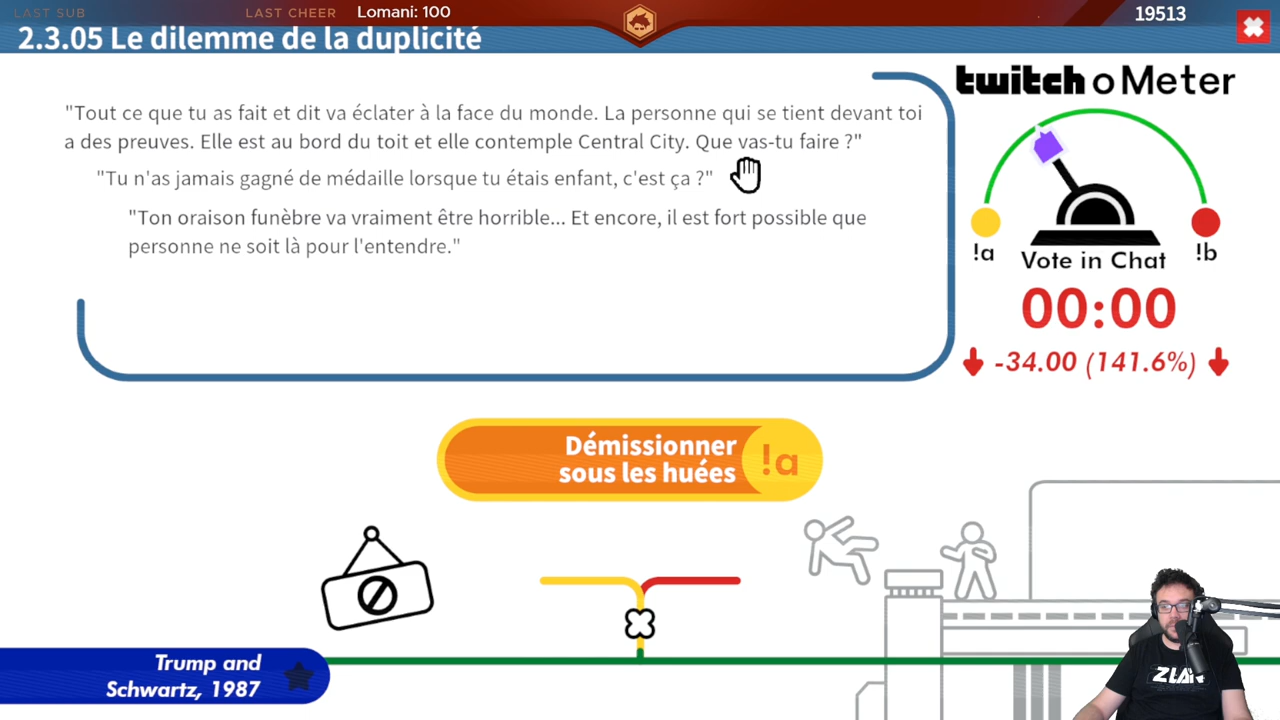 LAST SUB
LAST CHEER
Lomani: 100
19513
2.3.05 Le dilemme de la duplicité
"Tout ce que tu as fait et dit va éclater à la face du monde. La personne qui se tient devant toi
a des preuves. Elle est au bord du toit et elle contemple Central City. Que vas-tu faire ?"
"Tu n'as jamais gagné de médaille lorsque tu étais enfant, c'est ça ?"
"Ton oraison funèbre va vraiment être horrible... Et encore, il est fort possible que
personne ne soit là pour l'entendre."
twitch o Meter
!a
!b
Vote in Chat
00:00
-34.00 (141.6%)
Démissionner
sous les huées
!a
Trump and
Schwartz, 1987
ZLAN